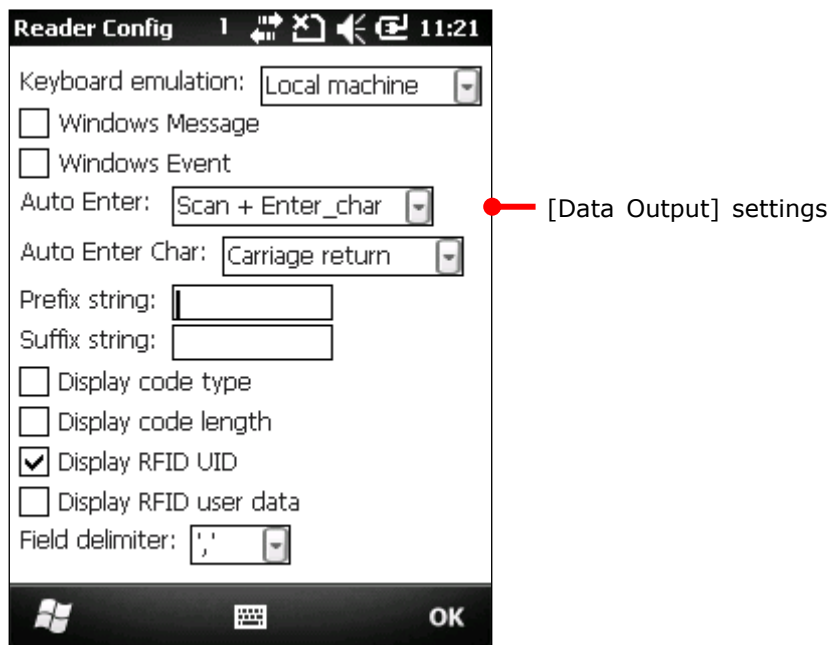 Reader Config 1 11:21
Keyboard emulation: Local machine
Windows Message
Windows Event
Auto Enter: Scan + Enter_char
[Data Output] settings
Auto Enter Char: Carriage return
Prefix string:
Suffix string:
Display code type
Display code length
Display RFID UID
Display RFID user data
Field delimiter: ','
OK